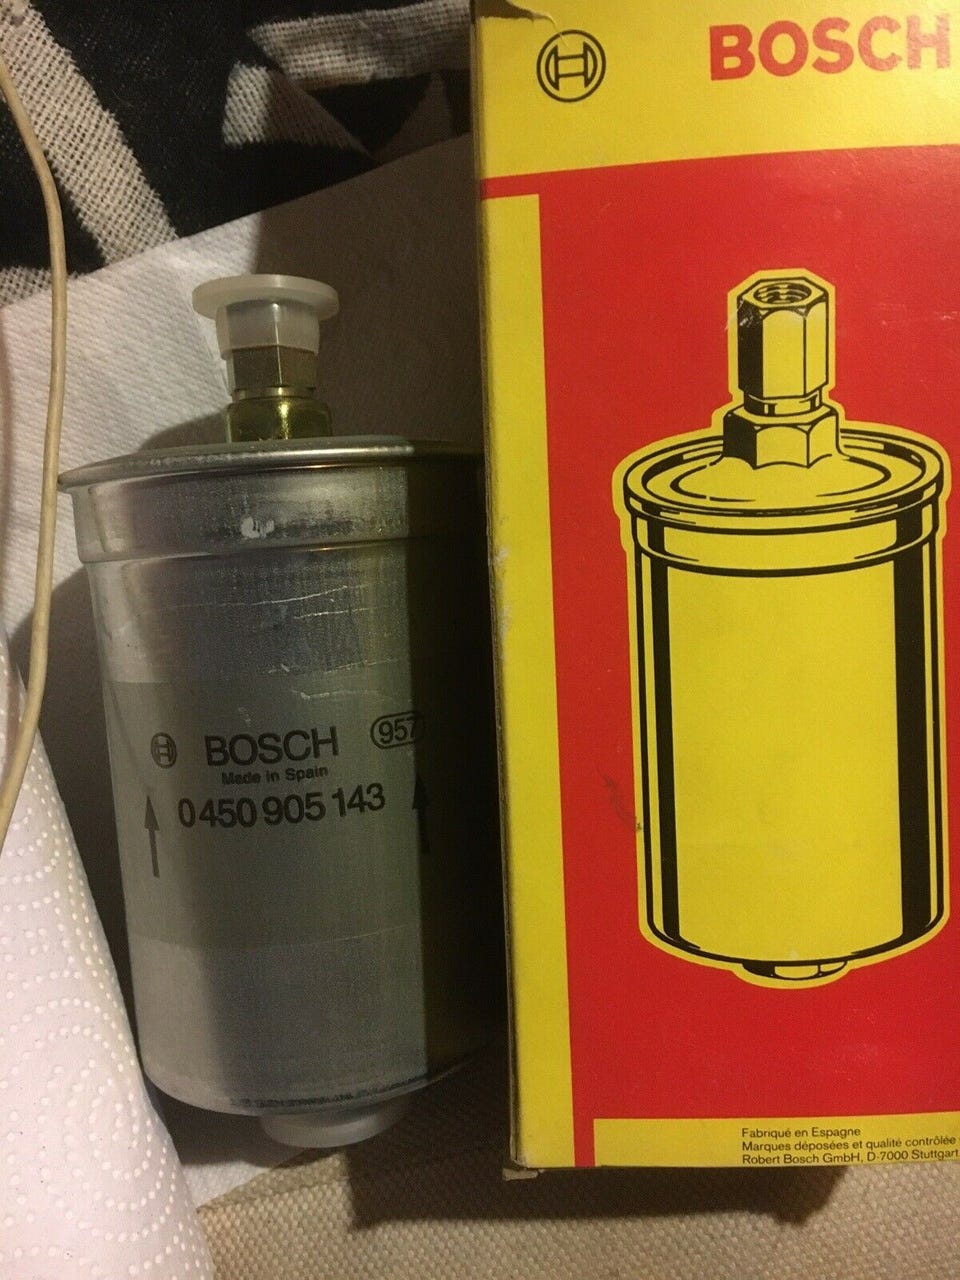 BOSCH
BOSCH
957
Made in Spain
0 450 905 143
Fabriqué en Espagne
Marques déposées et qualité contrôlée
Robert Bosch GmbH, D-7000 Stuttgart